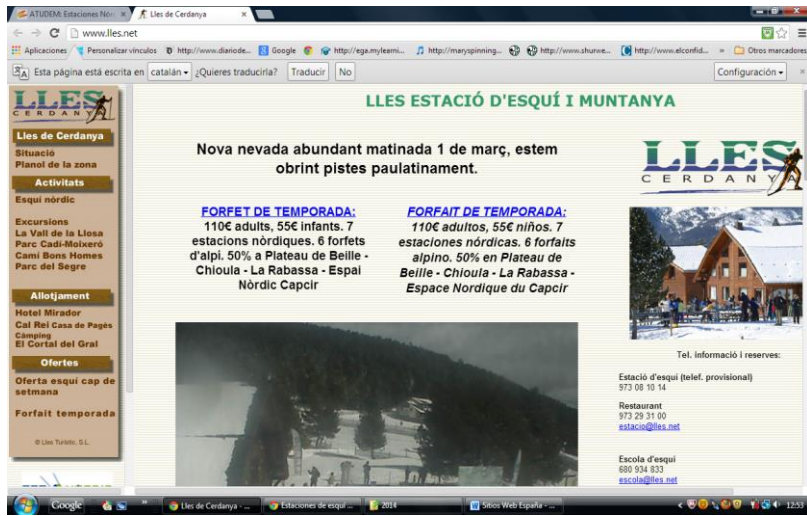 ATUDEM: Estaciones Nór
Lles de Cerdanya
www.lles.net
Aplicaciones
Personalizar vínculos
http://www.diariode...
Google
http://ega.mylearni...
http://maryspinning...
http://www.shurwe...
http://www.elconfid...
»
Otros marcadores
Esta página está escrita en catalán ¿Quieres traducirla? Traducir No
Configuración
LLES
CERDANYA
Lles de Cerdanya
Situació
Planol de la zona
Activitats
Esquí nòrdic
Excursions
La Vall de la Llosa
Parc Cadí-Moixeró
Camí Bons Homes
Parc del Segre
Allotjament
Hotel Mirador
Cal Rei Casa de Pagès
Càmping
El Cortal del Gral
Ofertes
Oferta esquí cap de
setmana
Forfait temporada
© Lles Turístic, S.L.
LLES ESTACIÓ D'ESQUÍ I MUNTANYA
Nova nevada abundant matinada 1 de març, estem
obrint pistes paulatinament.
FORFET DE TEMPORADA:
110€ adults, 55€ infants. 7
estacions nòrdiques. 6 forfets
d'alpí. 50% a Plateau de Beille -
Chioula - La Rabassa - Espai
Nòrdic Capcir
FORFAIT DE TEMPORADA:
110€ adultos, 55€ niños. 7
estaciones nórdicas. 6 forfaits
alpino. 50% en Plateau de
Beille - Chioula - La Rabassa -
Espace Nordique du Capcir
LLES
CERDANYA
Tel. informació i reserves:
Estació d'esquí (telef. provisional)
973 08 10 14
Restaurant
973 29 31 00
estacio@lles.net
Escola d'esquí
680 934 833
escola@lles.net
Google
Lles de Cerdanya - ...
Estaciones de esquí ...
2014
Sitios Web España - ...
12:53